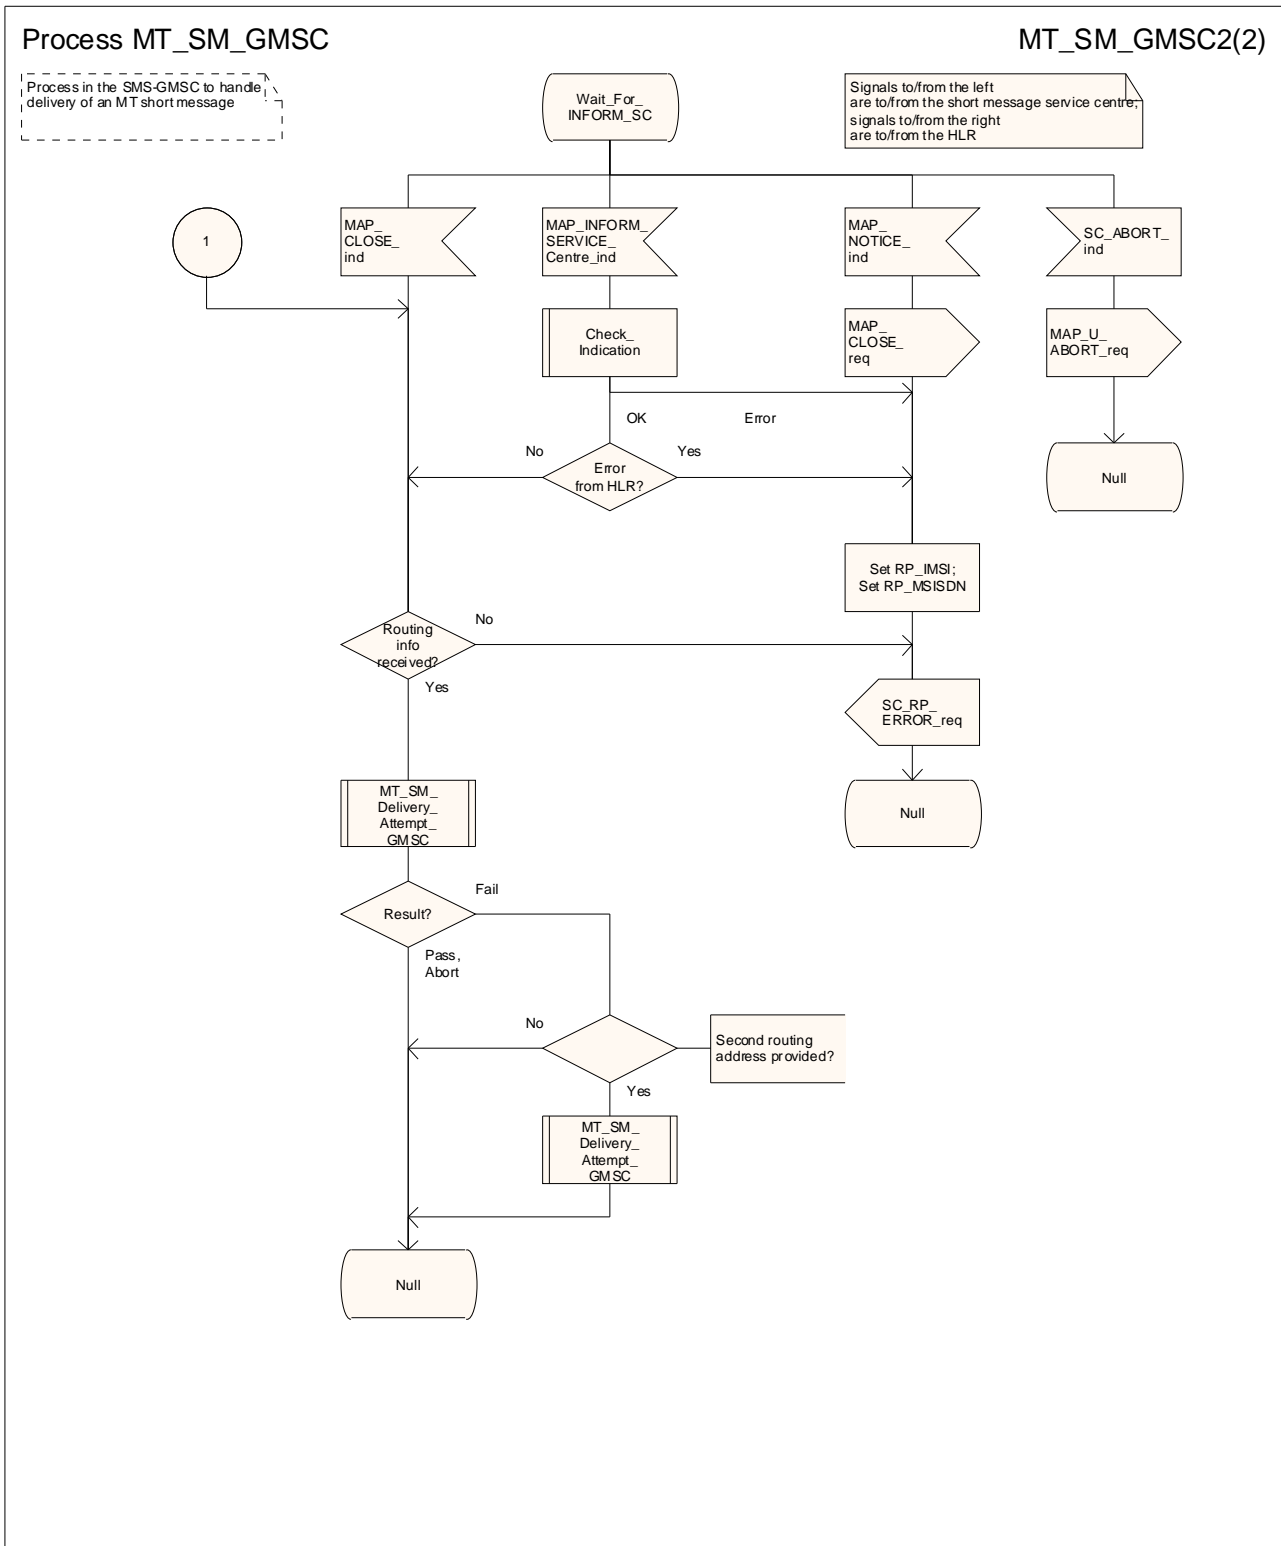 Process MT_SM_GMSC
MT_SM_GMSC2(2)
Process in the SMS-GMSC to handle
delivery of an MT short message
Wait_For_
INFORM_SC
Signals to/from the left
are to/from the short message service centre;
signals to/from the right
are to/from the HLR
1
MAP_
CLOSE_
ind
MAP_INFORM_
SERVICE_
Centre_ind
MAP_
NOTICE_
ind
SC_ABORT_
ind
Check_
Indication
MAP_
CLOSE_
req
MAP_U_
ABORT_req
OK
Error
No
Yes
Error
from HLR?
Null
Set RP_IMSI;
Set RP_MSISDN
Routing
info
received?
No
Yes
SC_RP_
ERROR_req
MT_SM_
Delivery_
Attempt_
GMSC
Null
Result?
Fail
Pass,
Abort
No
Second routing
address provided?
Yes
MT_SM_
Delivery_
Attempt_
GMSC
Null